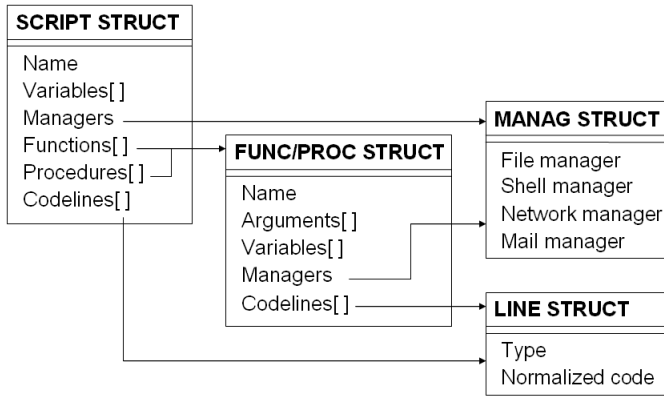 SCRIPT STRUCT
Name
Variables[ ]
Managers
Functions[ ]
Procedures[ ]
Codelines[ ]
FUNC/PROC STRUCT
Name
Arguments[ ]
Variables[ ]
Managers
Codelines[ ]
MANAG STRUCT
File manager
Shell manager
Network manager
Mail manager
LINE STRUCT
Type
Normalized code